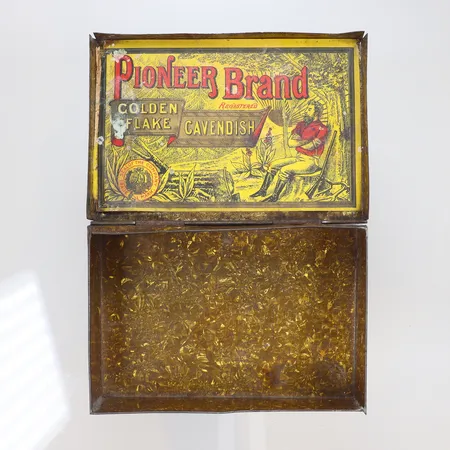 PIONEER BRAND
REGISTERED
GOLDEN
FLAKE
CAVENDISH